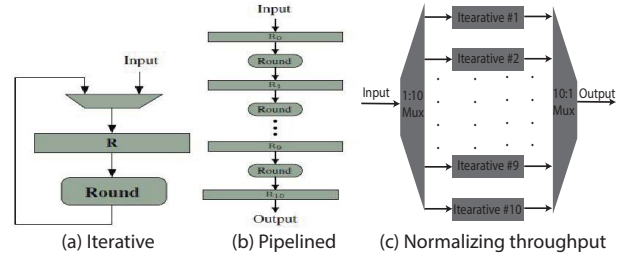 Input
R
Round
(a) Iterative
Input
R0
Round
R1
Round
R9
Round
R10
Output
(b) Pipelined
Input
1:10
Mux
Itearative #1
Itearative #2
Itearative #9
Itearative #10
10:1
Mux
Output
(c) Normalizing throughput